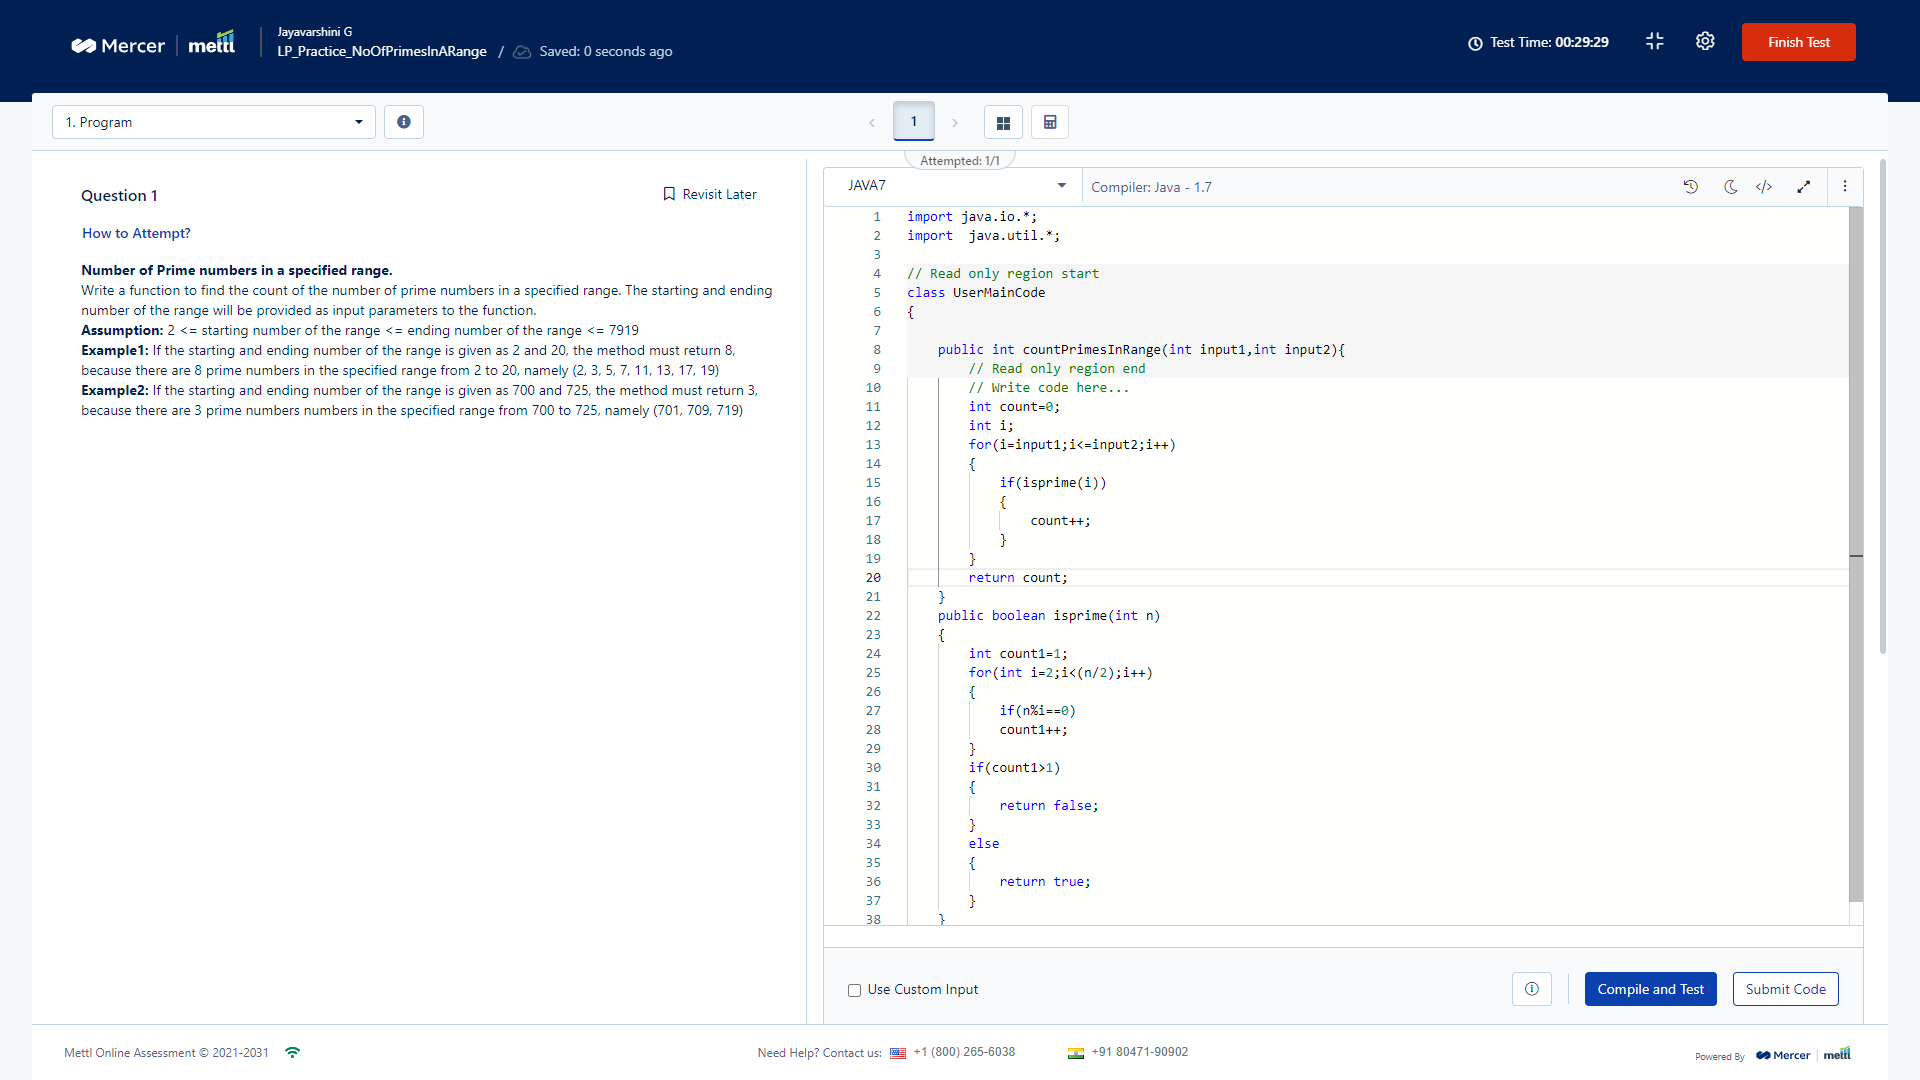 Mercer mettl
Jayavarshini G
LP_Practice_NoOfPrimesInARange / Saved: 0 seconds ago
Test Time: 00:29:29
Finish Test
1. Program
1
Attempted: 1/1
Question 1
Revisit Later
How to Attempt?
Number of Prime numbers in a specified range.
Write a function to find the count of the number of prime numbers in a specified range. The starting and ending
number of the range will be provided as input parameters to the function.
Assumption: 2 <= starting number of the range <= ending number of the range <= 7919
Example1: If the starting and ending number of the range is given as 2 and 20, the method must return 8,
because there are 8 prime numbers in the specified range from 2 to 20, namely (2, 3, 5, 7, 11, 13, 17, 19)
Example2: If the starting and ending number of the range is given as 700 and 725, the method must return 3,
because there are 3 prime numbers numbers in the specified range from 700 to 725, namely (701, 709, 719)
JAVA7
Compiler: Java - 1.7
1 import java.io.*;
2 import  java.util.*;
3
4 // Read only region start
5 class UserMainCode
6 {
7
8     public int countPrimesInRange(int input1,int input2){
9         // Read only region end
10         // Write code here...
11         int count=0;
12         int i;
13         for(i=input1;i<=input2;i++)
14         {
15             if(isprime(i))
16             {
17                 count++;
18             }
19         }
20         return count;
21     }
22     public boolean isprime(int n)
23     {
24         int count1=1;
25         for(int i=2;i<(n/2);i++)
26         {
27             if(n%i==0)
28             count1++;
29         }
30         if(count1>1)
31         {
32             return false;
33         }
34         else
35         {
36             return true;
37         }
38     }
Use Custom Input
Compile and Test
Submit Code
Mettl Online Assessment © 2021-2031
Need Help? Contact us: +1 (800) 265-6038
+91 80471-90902
Powered By Mercer mettl